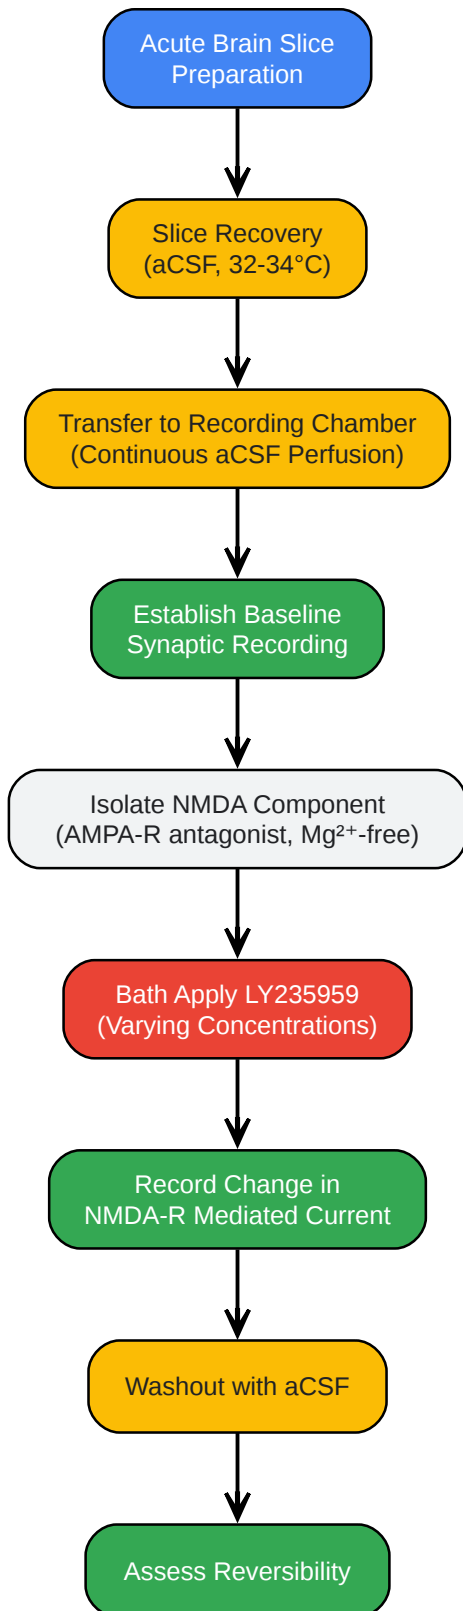 Acute Brain Slice
Preparation
Slice Recovery
(aCSF, 32-34°C)
Transfer to Recording Chamber
(Continuous aCSF Perfusion)
Establish Baseline
Synaptic Recording
Isolate NMDA Component
(AMPA-R antagonist, Mg²⁺-free)
Bath Apply LY235959
(Varying Concentrations)
Record Change in
NMDA-R Mediated Current
Washout with aCSF
Assess Reversibility